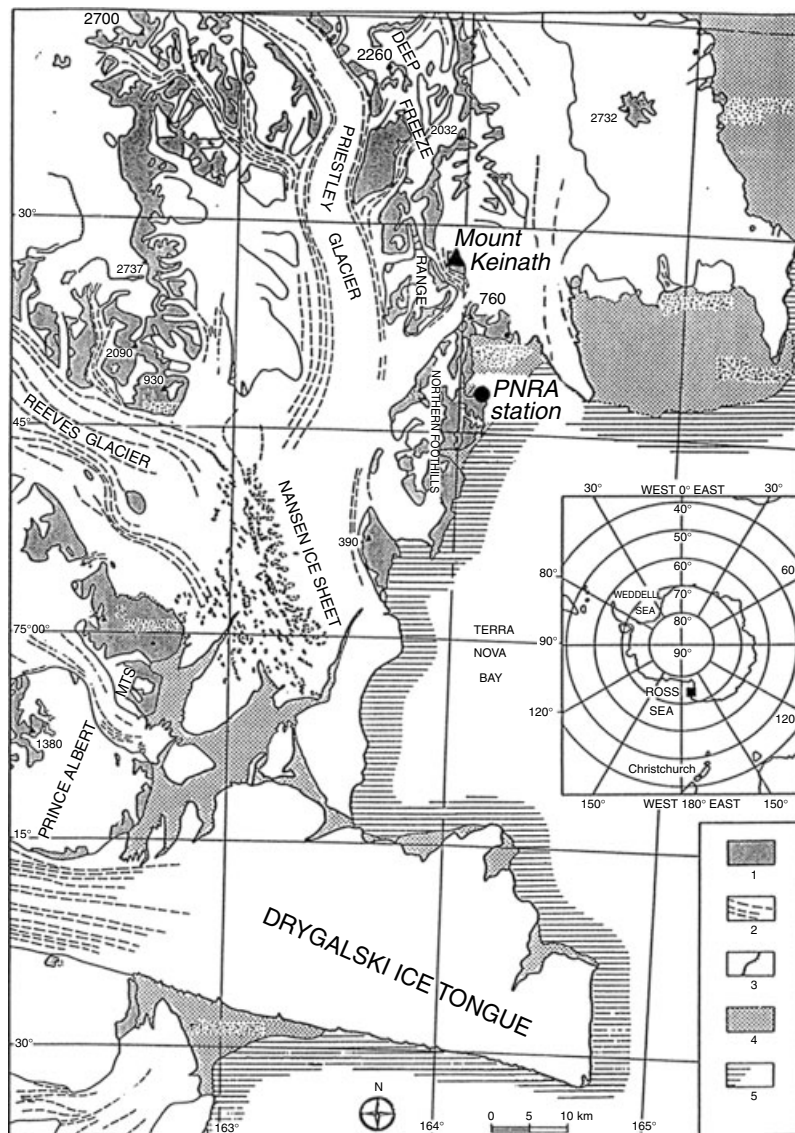 2700
2260
DEEP
FREEZE
2032
RANGE
2732
PRIESTLEY
GLACIER
30°
Mount
Keinath
2737
760
2090
930
PNRA
station
NORTHERN FOOTHILLS
REEVES GLACIER
45°
NANSEN ICE SHEET
390
75°00'
TERRA
NOVA
BAY
MTS
PRINCE ALBERT
1380
15°
DRYGALSKI ICE TONGUE
30°
163°
164°
165°
N
0 5 10 km
30° WEST 0° EAST 30°
40°
50°
60°
70°
80°
90°
80°
90°
120°
60
90
120
WEDDELL
SEA
ROSS
SEA
Christchurch
150° WEST 180° EAST 150°
1
2
3
4
5